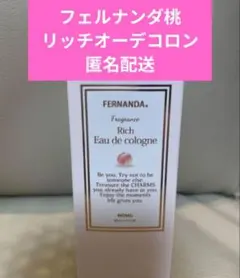 フェルナンダ桃
リッチオーデコロン
匿名配送
FERNANDA.
Fragrance
Rich
Eau de cologne
Be you. Try not to be
someone else.
Treasure the CHARMS
you already have in you.
Enjoy the moments
life gives you
MOMO